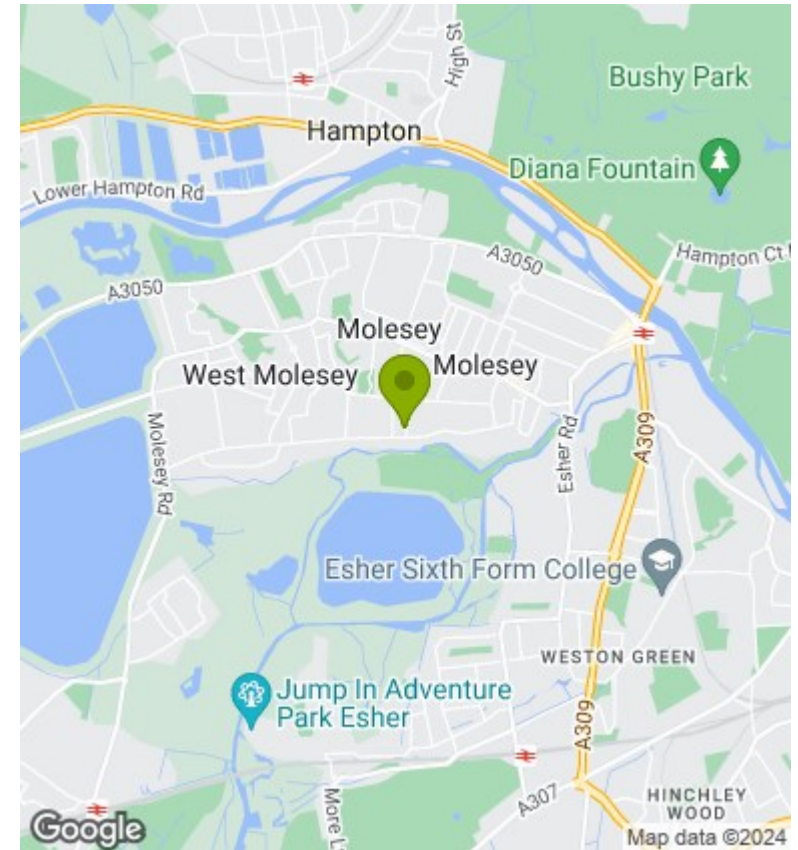 High St
Bushy Park
Hampton
Diana Fountain
Lower Hampton Rd
Hampton Ct
A3050
A3050
Molesey
Molesey
West Molesey
Molesey Rd
Esher Rd
A309
Esher Sixth Form College
WESTON GREEN
Jump In Adventure
Park Esher
A309
A307
More L
HINCHLEY
WOOD
Google
Map data ©2024